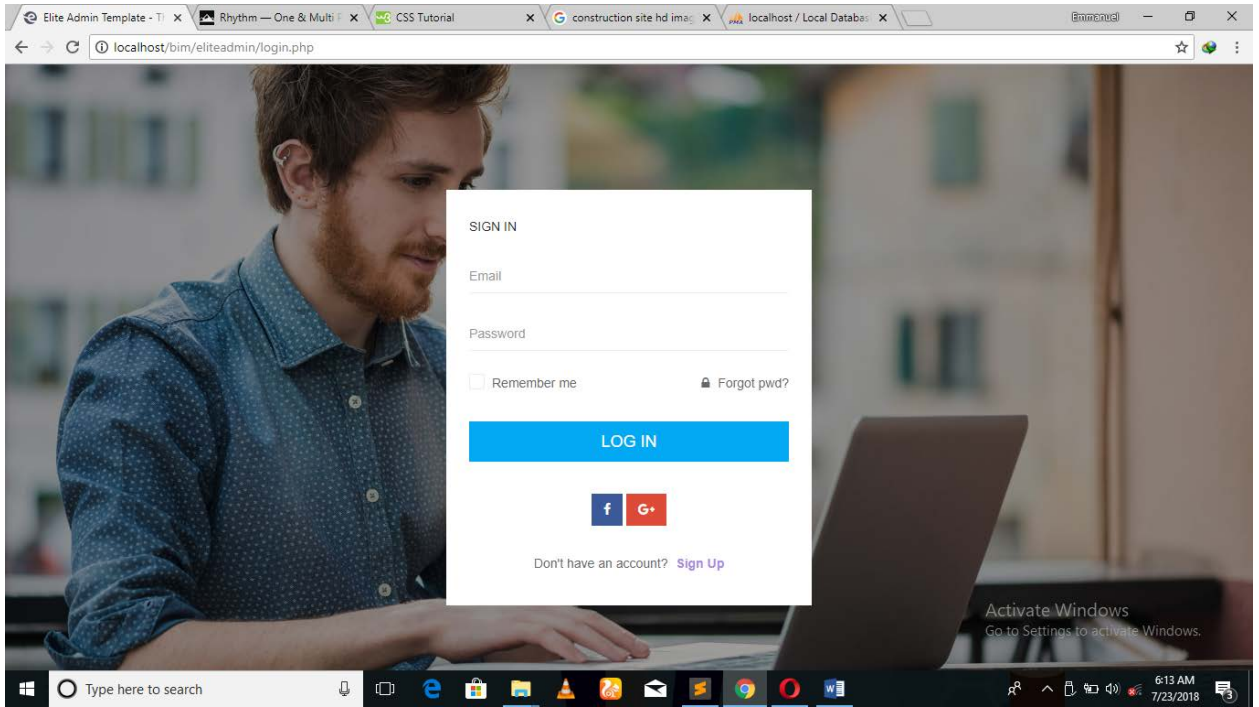 Elite Admin Template - Th
Rhythm — One & Multi P
CSS Tutorial
construction site hd imag
localhost / Local Databas
Emmanuel
localhost/bim/eliteadmin/login.php
SIGN IN
Email
Password
Remember me
Forgot pwd?
LOG IN
f
G+
Don't have an account? Sign Up
Activate Windows
Go to Settings to activate Windows.
Type here to search
6:13 AM
7/23/2018
3